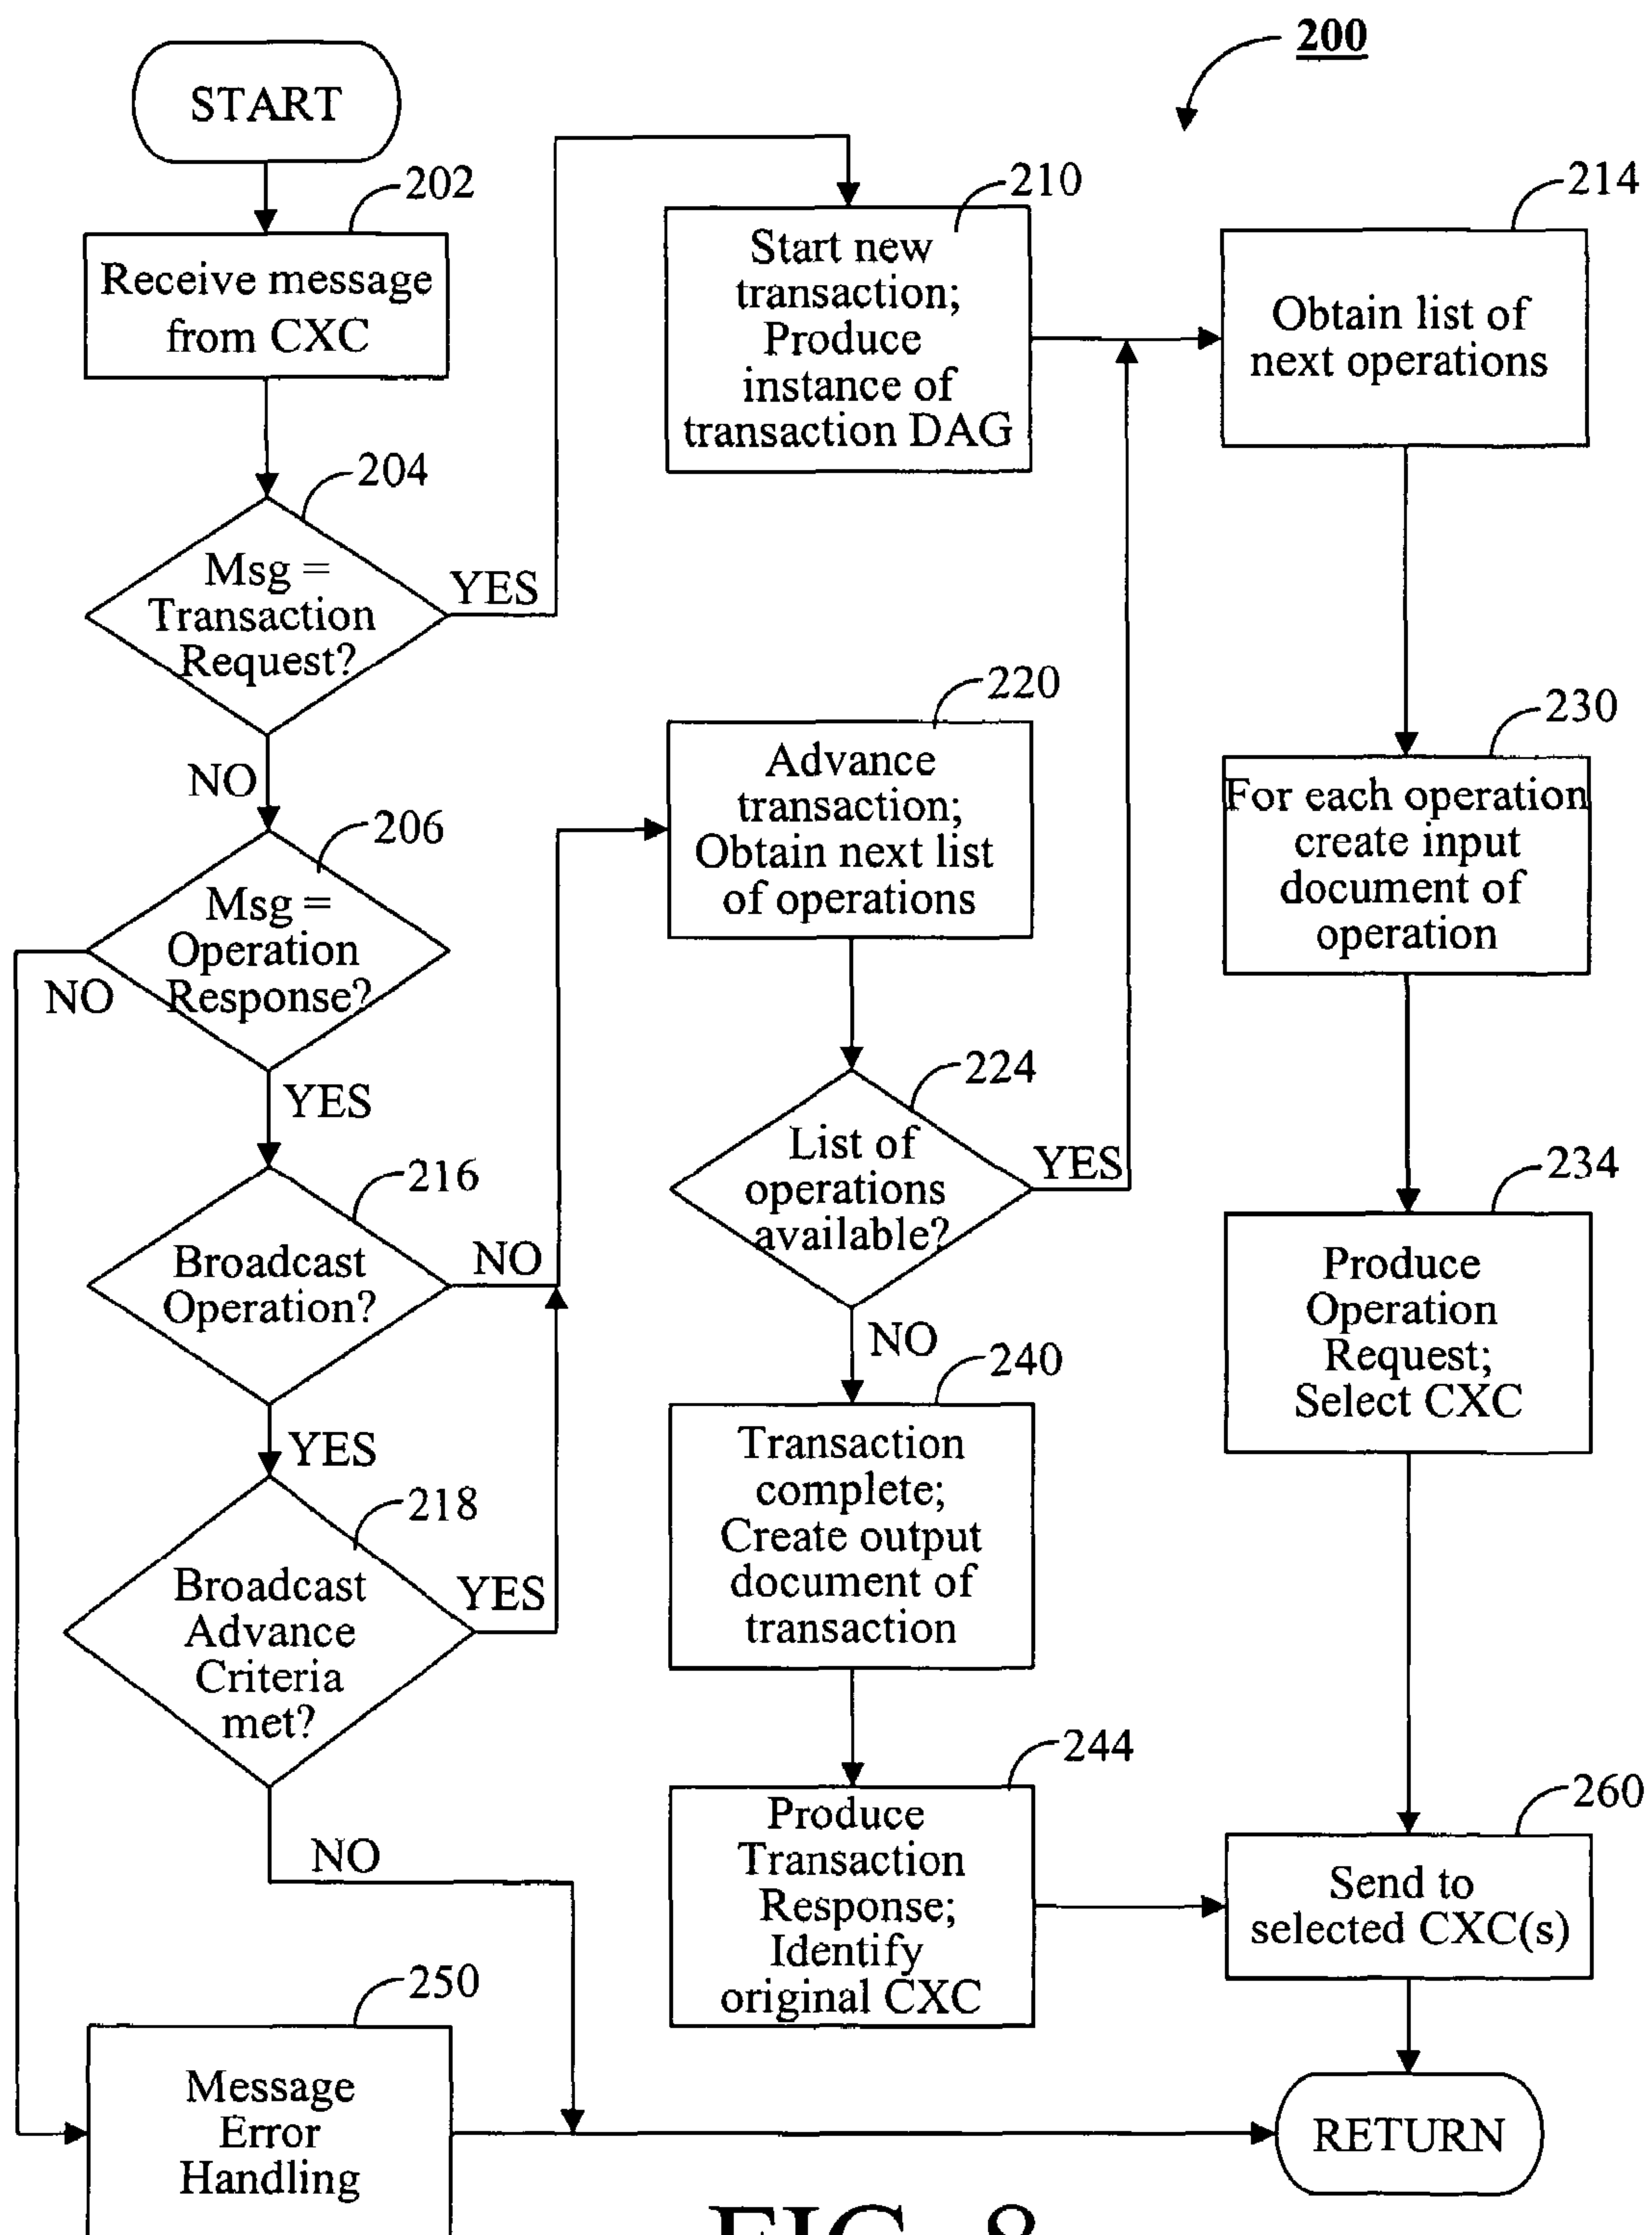 200
START
202
Receive message
from CXC
204
Msg =
Transaction
Request?
YES
NO
206
Msg =
Operation
Response?
NO
YES
216
Broadcast
Operation?
NO
YES
218
Broadcast
Advance
Criteria
met?
YES
NO
250
Message
Error
Handling
210
Start new
transaction;
Produce
instance of
transaction DAG
220
Advance
transaction;
Obtain next list
of operations
224
List of
operations
available?
YES
NO
240
Transaction
complete;
Create output
document of
transaction
244
Produce
Transaction
Response;
Identify
original CXC
214
Obtain list of
next operations
230
For each operation
create input
document of
operation
234
Produce
Operation
Request;
Select CXC
260
Send to
selected CXC(s)
RETURN
FIG. 8